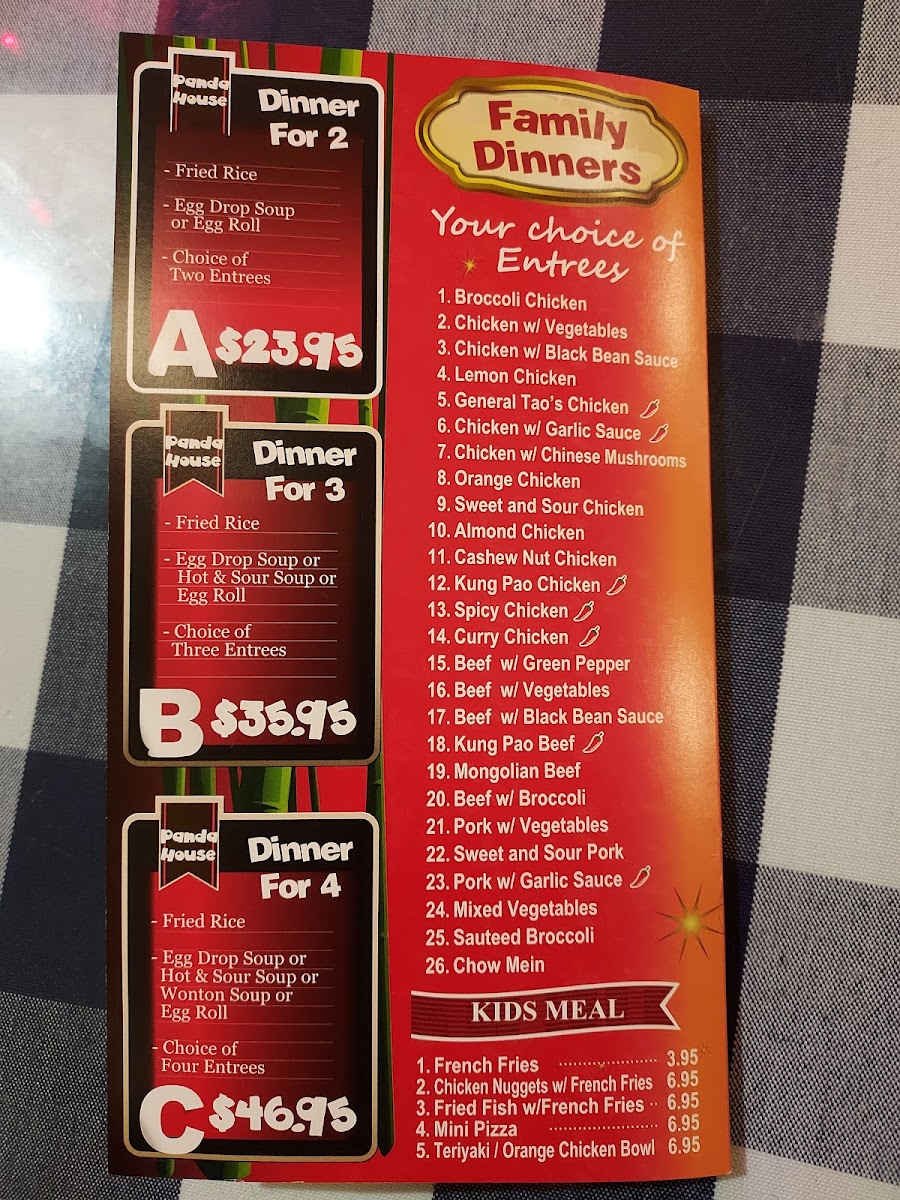 Panda
House
Dinner
For 2
- Fried Rice
- Egg Drop Soup
or Egg Roll
- Choice of
Two Entrees
A $23.95
Panda
House
Dinner
For 3
- Fried Rice
- Egg Drop Soup or
Hot & Sour Soup or
Egg Roll
- Choice of
Three Entrees
B $35.95
Panda
House
Dinner
For 4
- Fried Rice
- Egg Drop Soup or
Hot & Sour Soup or
Wonton Soup or
Egg Roll
- Choice of
Four Entrees
C $46.95
Family
Dinners
Your choice of
Entrees
1. Broccoli Chicken
2. Chicken w/ Vegetables
3. Chicken w/ Black Bean Sauce
4. Lemon Chicken
5. General Tao's Chicken
6. Chicken w/ Garlic Sauce
7. Chicken w/ Chinese Mushrooms
8. Orange Chicken
9. Sweet and Sour Chicken
10. Almond Chicken
11. Cashew Nut Chicken
12. Kung Pao Chicken
13. Spicy Chicken
14. Curry Chicken
15. Beef w/ Green Pepper
16. Beef w/ Vegetables
17. Beef w/ Black Bean Sauce
18. Kung Pao Beef
19. Mongolian Beef
20. Beef w/ Broccoli
21. Pork w/ Vegetables
22. Sweet and Sour Pork
23. Pork w/ Garlic Sauce
24. Mixed Vegetables
25. Sauteed Broccoli
26. Chow Mein
KIDS MEAL
1. French Fries ................. 3.95
2. Chicken Nuggets w/ French Fries 6.95
3. Fried Fish w/French Fries .. 6.95
4. Mini Pizza ................. 6.95
5. Teriyaki / Orange Chicken Bowl 6.95